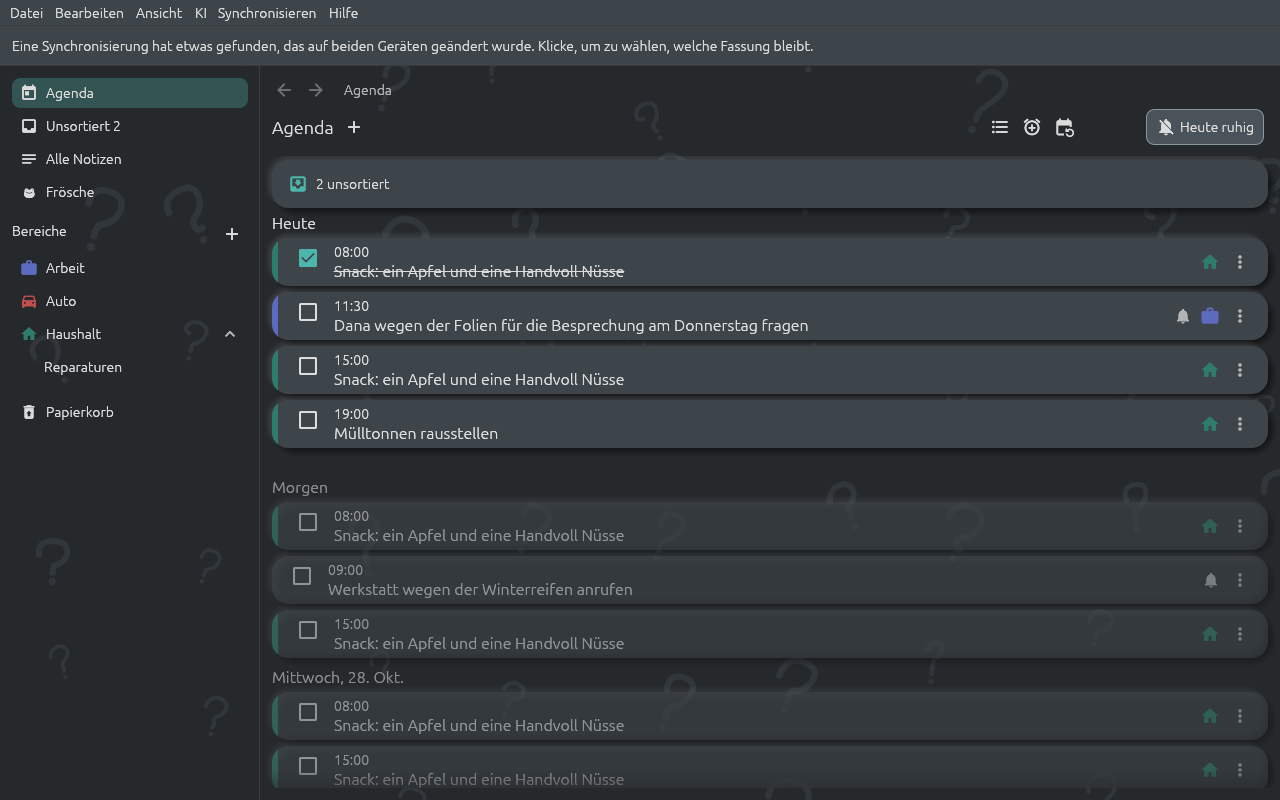 Datei Bearbeiten Ansicht KI Synchronisieren Hilfe
Eine Synchronisierung hat etwas gefunden, das auf beiden Geräten geändert wurde. Klicke, um zu wählen, welche Fassung bleibt.
Agenda
Unsortiert 2
Alle Notizen
Frösche
Bereiche
Arbeit
Auto
Haushalt
Reparaturen
Papierkorb
Agenda
Agenda
Heute ruhig
2 unsortiert
Heute
08:00
Snack: ein Apfel und eine Handvoll Nüsse
11:30
Dana wegen der Folien für die Besprechung am Donnerstag fragen
15:00
Snack: ein Apfel und eine Handvoll Nüsse
19:00
Mülltonnen rausstellen
Morgen
08:00
Snack: ein Apfel und eine Handvoll Nüsse
09:00
Werkstatt wegen der Winterreifen anrufen
15:00
Snack: ein Apfel und eine Handvoll Nüsse
Mittwoch, 28. Okt.
08:00
Snack: ein Apfel und eine Handvoll Nüsse
15:00
Snack: ein Apfel und eine Handvoll Nüsse